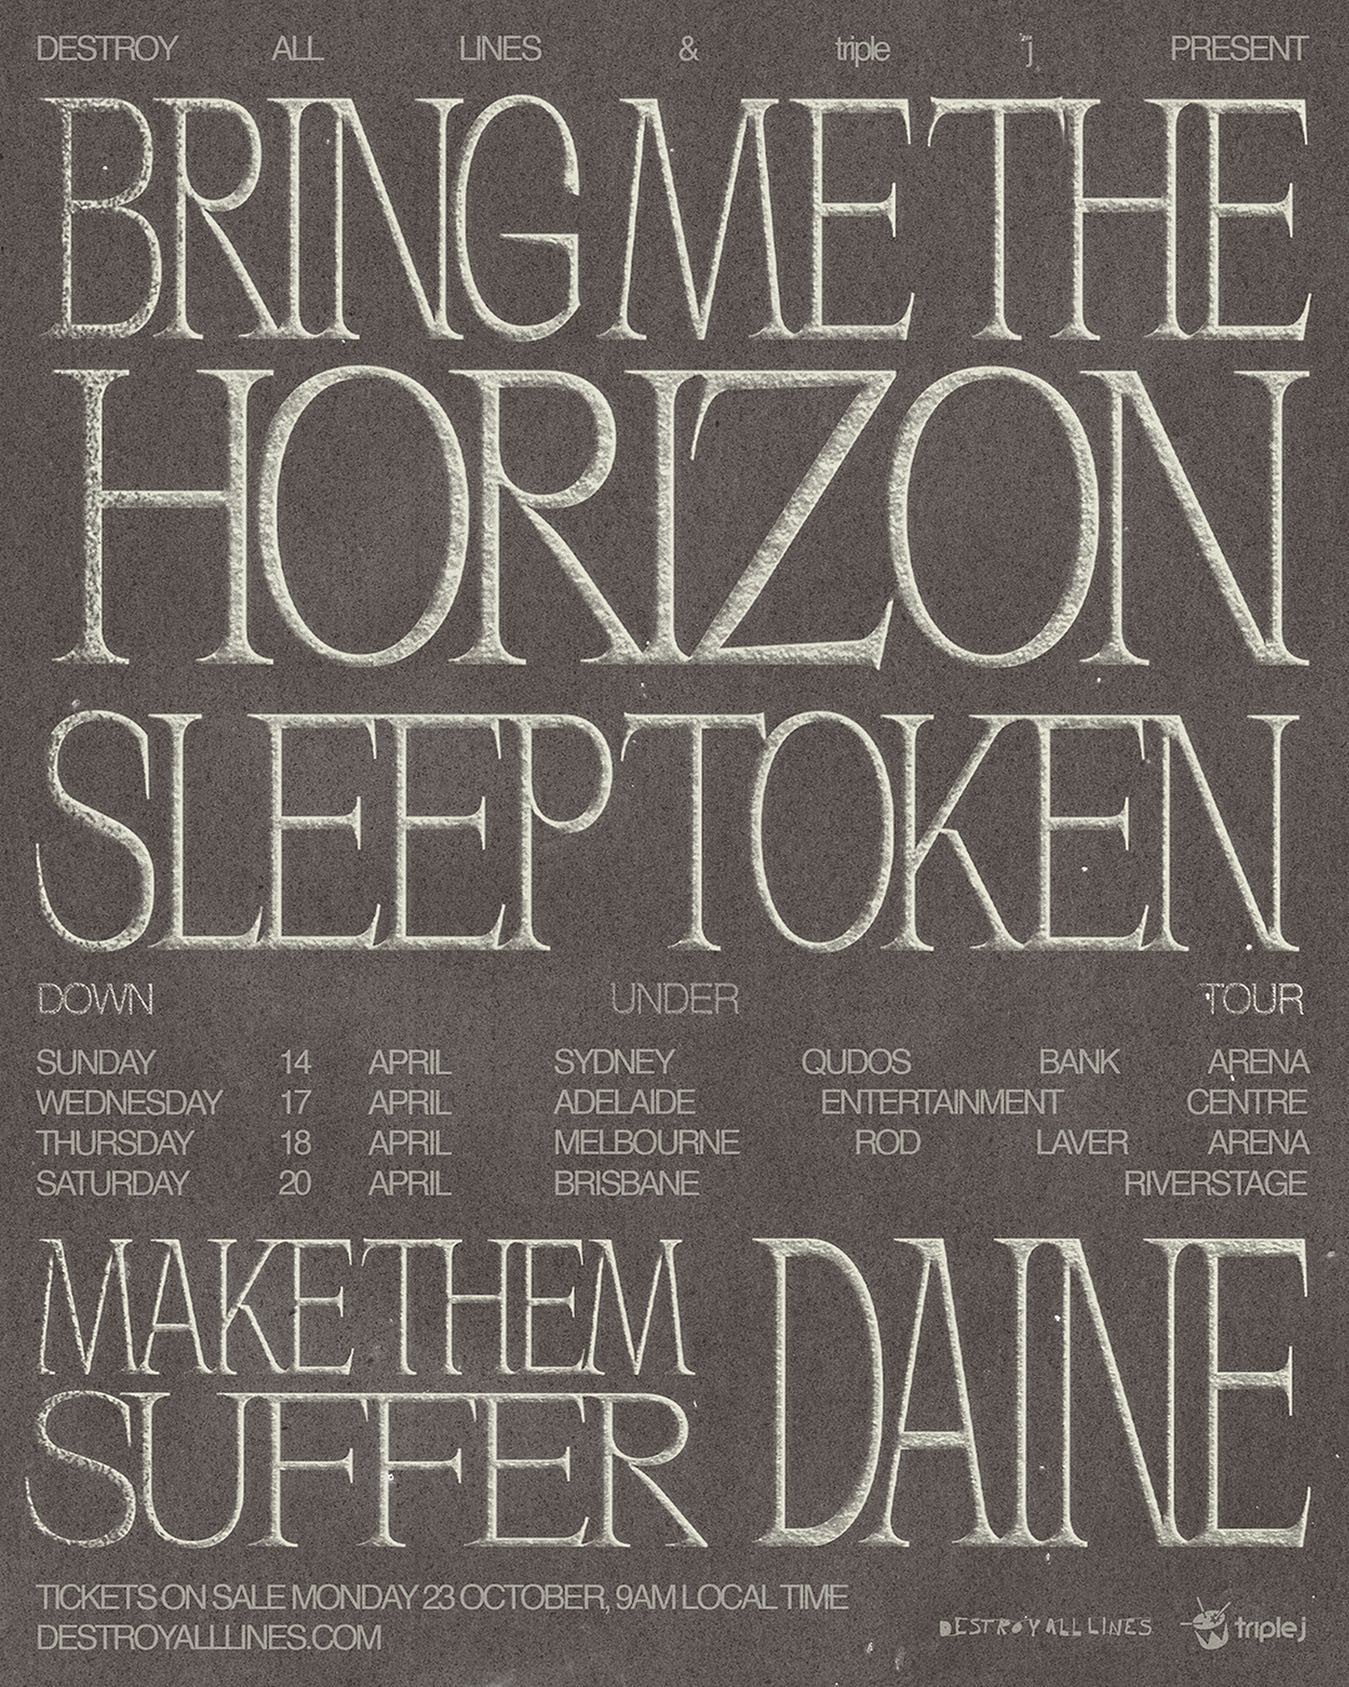 DESTROY ALL LINES & triple j PRESENT
BRING ME THE
HORIZON
SLEEP TOKEN
DOWN UNDER TOUR
SUNDAY 14 APRIL SYDNEY QUDOS BANK ARENA
WEDNESDAY 17 APRIL ADELAIDE ENTERTAINMENT CENTRE
THURSDAY 18 APRIL MELBOURNE ROD LAVER ARENA
SATURDAY 20 APRIL BRISBANE RIVERSTAGE
MAKE THEM
SUFFER
DAINE
TICKETS ON SALE MONDAY 23 OCTOBER, 9AM LOCAL TIME
DESTROYALLLINES.COM
DESTROY ALL LINES
triple j